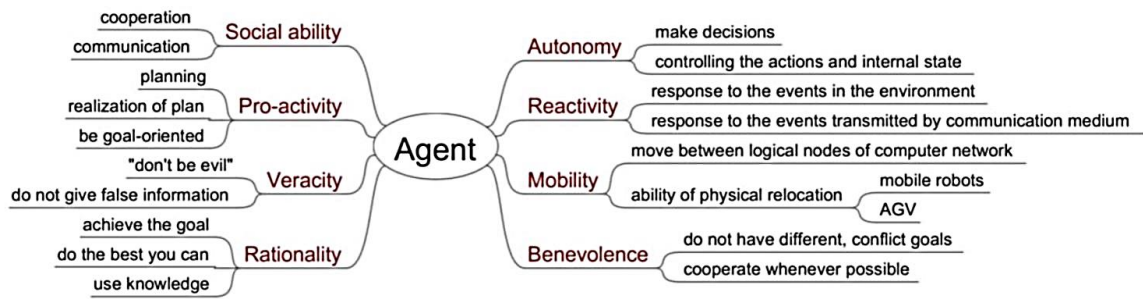 cooperation
communication
Social ability
planning
realization of plan
be goal-oriented
Pro-activity
"don't be evil"
do not give false information
Veracity
achieve the goal
do the best you can
use knowledge
Rationality
Agent
Autonomy
make decisions
controlling the actions and internal state
Reactivity
response to the events in the environment
response to the events transmitted by communication medium
Mobility
move between logical nodes of computer network
ability of physical relocation
mobile robots
AGV
Benevolence
do not have different, conflict goals
cooperate whenever possible